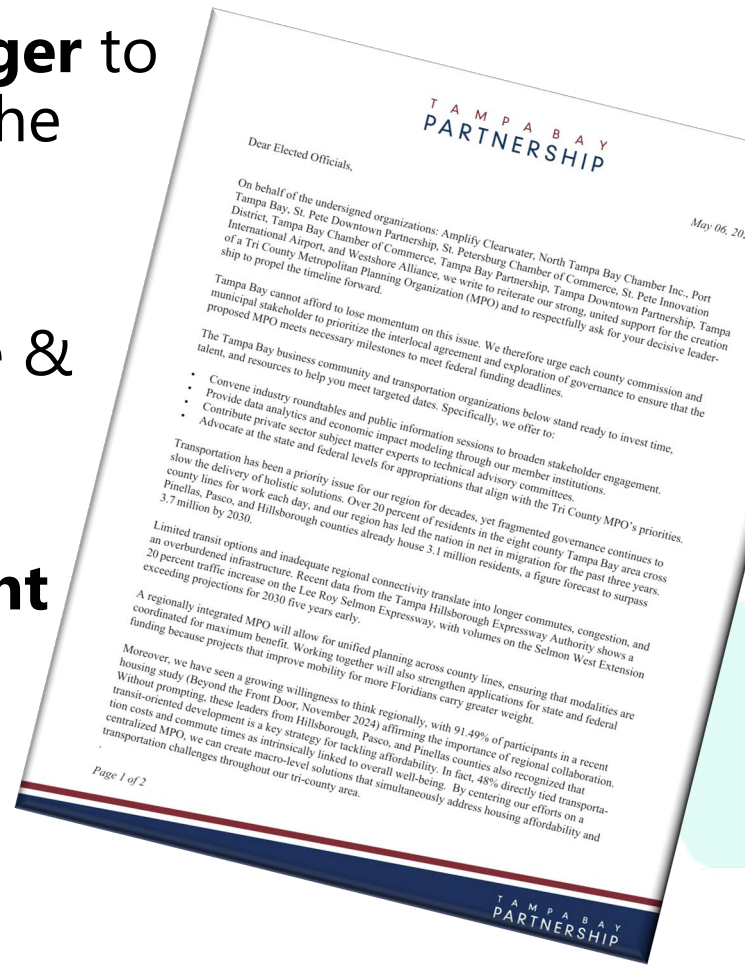 ger to
he
&
nt
TAMPA BAY
PARTNERSHIP
May 06, 20
Dear Elected Officials,
On behalf of the undersigned organizations: Amplify Clearwater, North Tampa Bay Chamber Inc., Port
Tampa Bay, St. Pete Downtown Partnership, St. Petersburg Chamber of Commerce, St. Pete Innovation
District, Tampa Bay Chamber of Commerce, Tampa Bay Partnership, Tampa Downtown Partnership, Tampa
International Airport, and Westshore Alliance, we write to reiterate our strong, united support for the creation
of a Tri County Metropolitan Planning Organization (MPO) and to respectfully ask for your decisive leader-
ship to propel the timeline forward.
Tampa Bay cannot afford to lose momentum on this issue. We therefore urge each county commission and
municipal stakeholder to prioritize the interlocal agreement and exploration of governance to ensure that the
proposed MPO meets necessary milestones to meet federal funding deadlines.
The Tampa Bay business community and transportation organizations below stand ready to invest time,
talent, and resources to help you meet targeted dates. Specifically, we offer to:
• Convene industry roundtables and public information sessions to broaden stakeholder engagement.
• Provide data analytics and economic impact modeling through our member institutions.
• Contribute private sector subject matter experts to technical advisory committees.
• Advocate at the state and federal levels for appropriations that align with the Tri County MPO's priorities.
Transportation has been a priority issue for our region for decades, yet fragmented governance continues to
slow the delivery of holistic solutions. Over 20 percent of residents in the eight county Tampa Bay area cross
county lines for work each day, and our region has led the nation in net in migration for the past three years.
Pinellas, Pasco, and Hillsborough counties already house 3.1 million residents, a figure forecast to surpass
3.7 million by 2030.
Limited transit options and inadequate regional connectivity translate into longer commutes, congestion, and
an overburdened infrastructure. Recent data from the Tampa Hillsborough Expressway Authority shows a
20 percent traffic increase on the Lee Roy Selmon Expressway, with volumes on the Selmon West Extension
exceeding projections for 2030 five years early.
A regionally integrated MPO will allow for unified planning across county lines, ensuring that modalities are
coordinated for maximum benefit. Working together will also strengthen applications for state and federal
funding because projects that improve mobility for more Floridians carry greater weight.
Moreover, we have seen a growing willingness to think regionally, with 91.49% of participants in a recent
housing study (Beyond the Front Door, November 2024) affirming the importance of regional collaboration.
Without prompting, these leaders from Hillsborough, Pasco, and Pinellas counties also recognized that
transit-oriented development is a key strategy for tackling affordability. In fact, 48% directly tied transporta-
tion costs and commute times as intrinsically linked to overall well-being. By centering our efforts on a
centralized MPO, we can create macro-level solutions that simultaneously address housing affordability and
transportation challenges throughout our tri-county area.
.
Page 1 of 2
TAMPA BAY
PARTNERSHIP